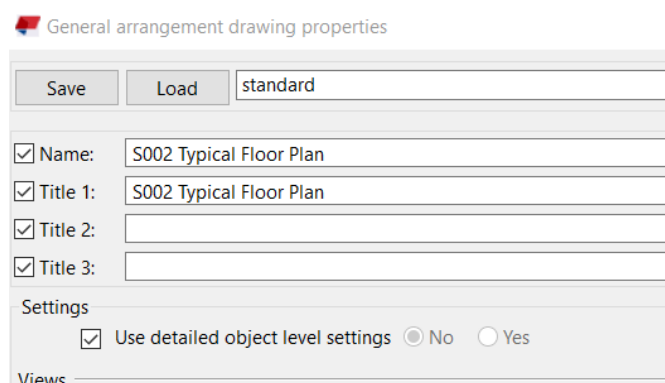 General arrangement drawing properties
Save Load standard
Name: S002 Typical Floor Plan
Title 1: S002 Typical Floor Plan
Title 2:
Title 3:
Settings
Use detailed object level settings No Yes
Views